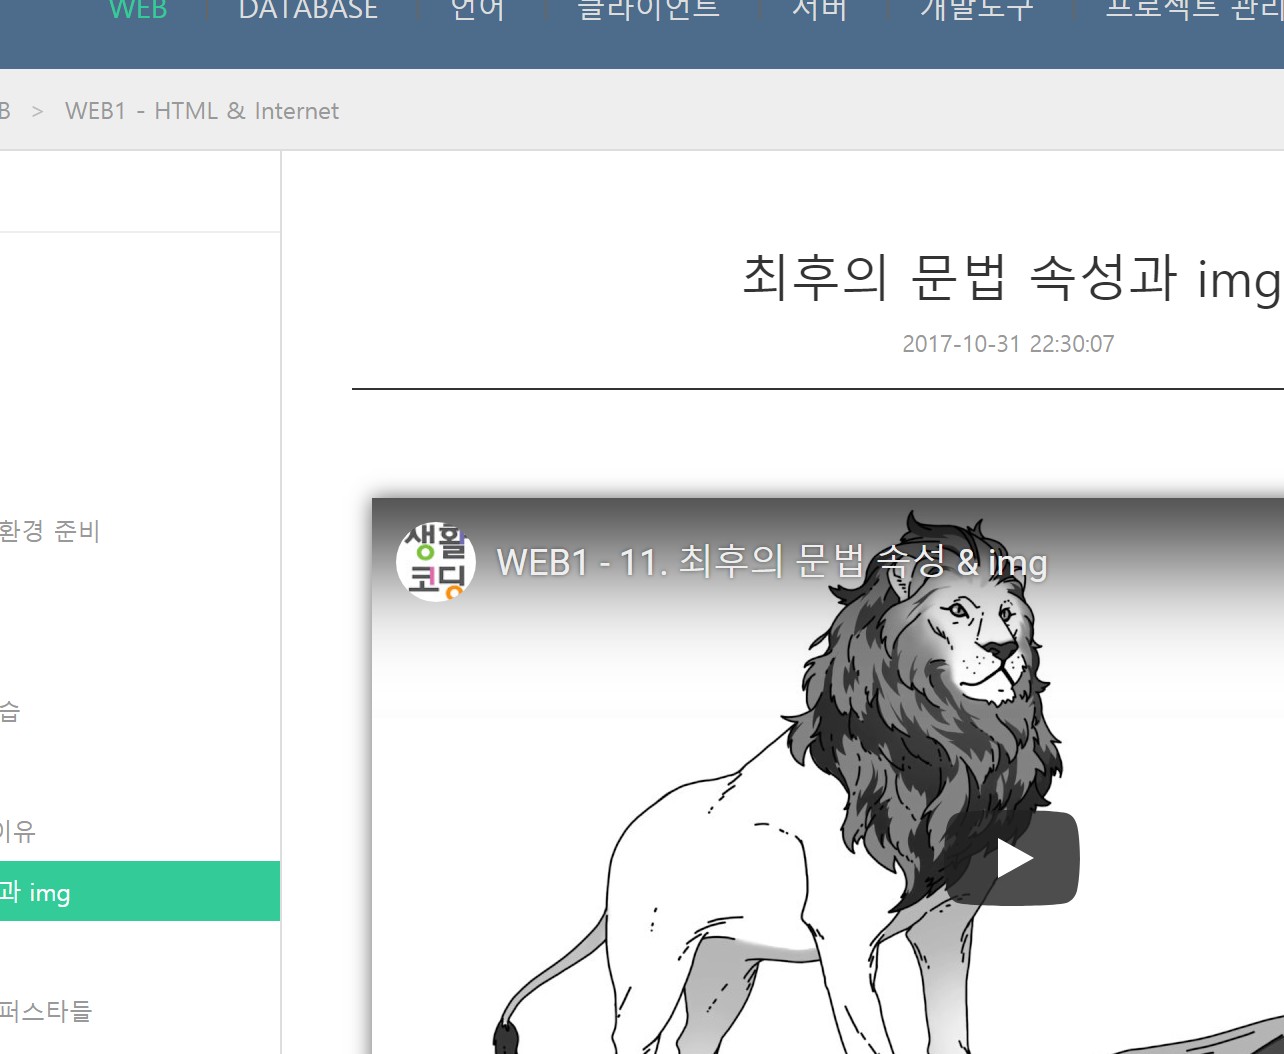 WEB DATABASE 언어 클라이언트 서버 개발도구 프로젝트 관리
B > WEB1 - HTML & Internet
최후의 문법 속성과 img
2017-10-31 22:30:07
환경 준비
생활
코딩
WEB1 - 11. 최후의 문법 속성 & img
습
이유
과 img
퍼스타들